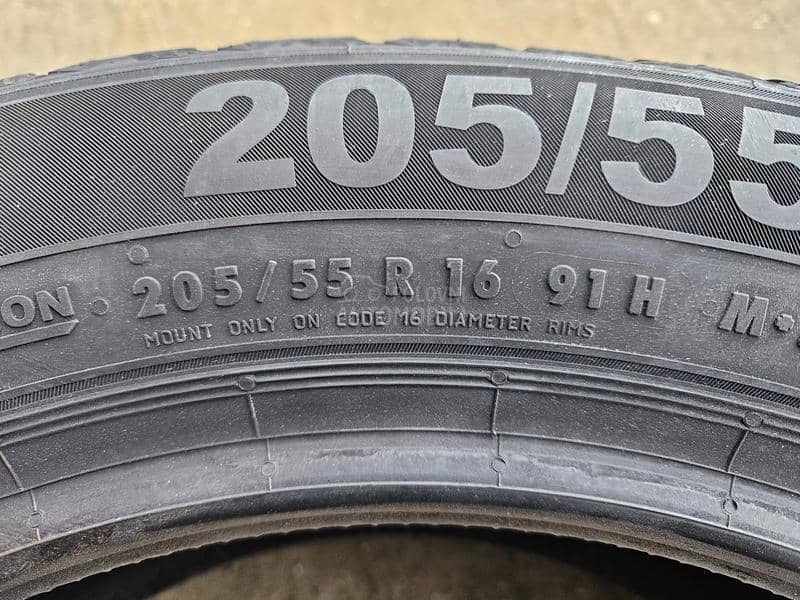 205/55
ON · 205/55 R 16 91 H · M+
MOUNT ONLY ON CODE 16 DIAMETER RIMS